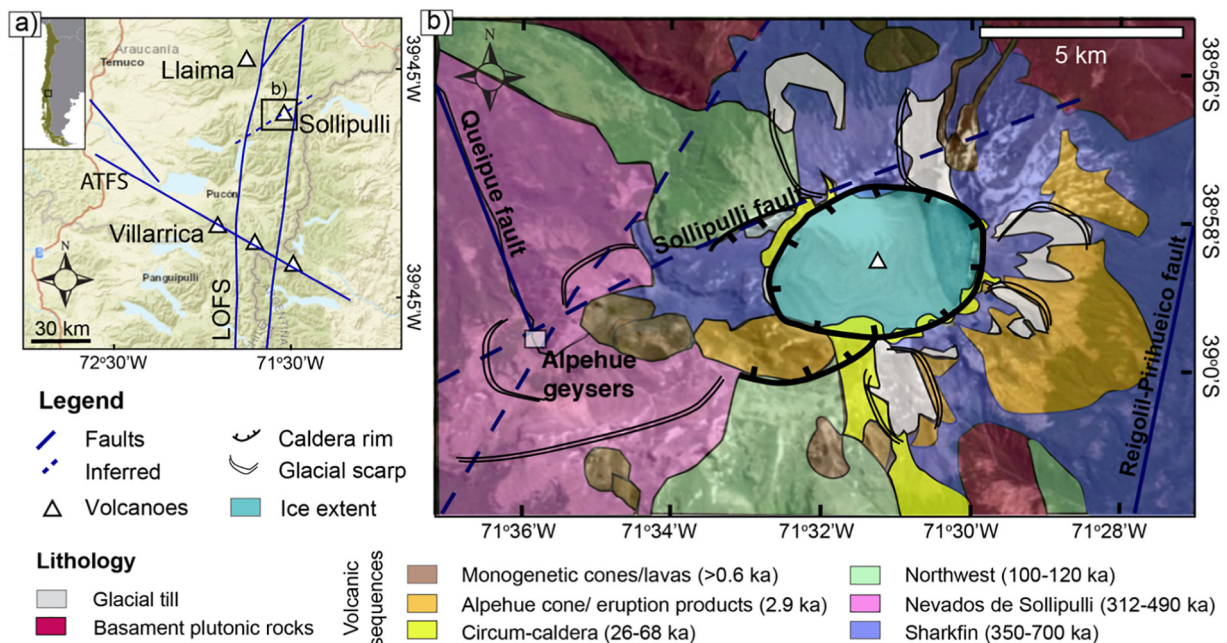 a)
Araucanía
Temuco
Llaima
b)
Sollipulli
ATFS
Pucón
Villarrica
N
Panguipulli
LOFS
30 km
39°45'W
39°45'W
72°30'W
71°30'W
b)
N
5 km
Queipue fault
Sollipulli fault
Alpehue
geysers
Reigolil-Pirihueico fault
38°56'S
38°58'S
39°0'S
71°36'W
71°34'W
71°32'W
71°30'W
71°28'W
Legend
Faults
Caldera rim
Inferred
Glacial scarp
Volcanoes
Ice extent
Lithology
Glacial till
Basament plutonic rocks
Volcanic
sequences
Monogenetic cones/lavas (>0.6 ka)
Alpehue cone/ eruption products (2.9 ka)
Circum-caldera (26-68 ka)
Northwest (100-120 ka)
Nevados de Sollipulli (312-490 ka)
Sharkfin (350-700 ka)